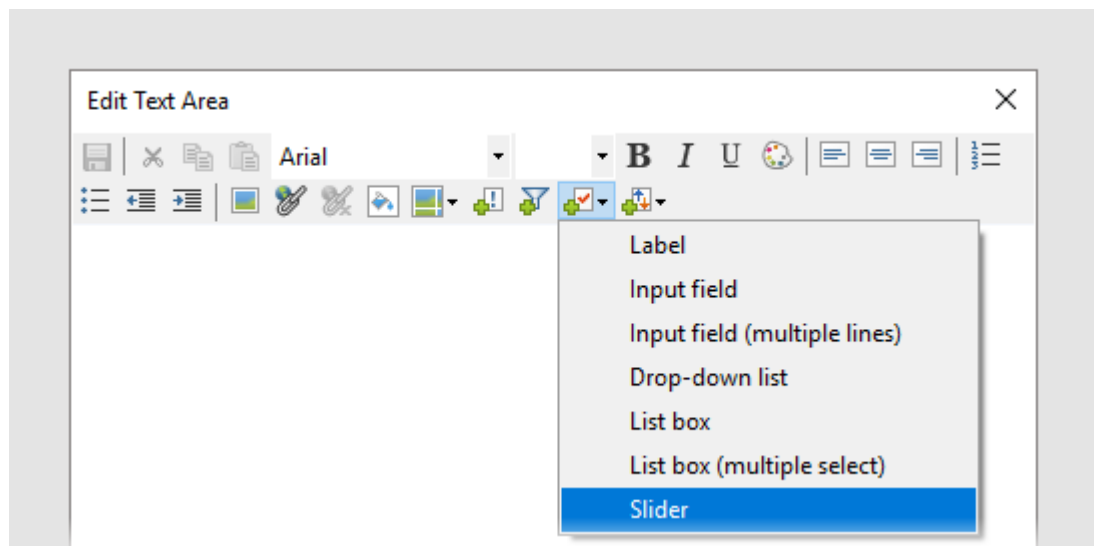 Edit Text Area
Arial B I U
Label
Input field
Input field (multiple lines)
Drop-down list
List box
List box (multiple select)
Slider